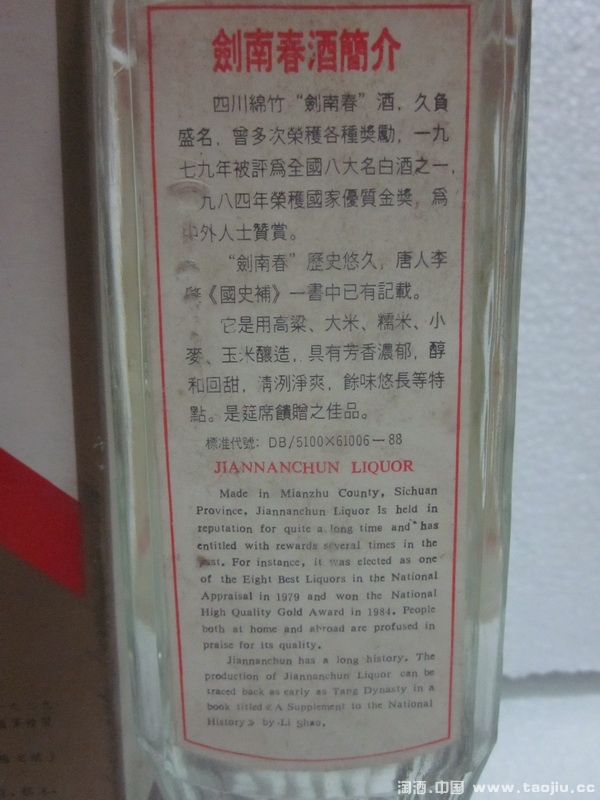 劍南春酒簡介
四川綿竹“劍南春”酒，久負
盛名，曾多次榮獲各種獎勵，一九
七九年被評爲全國八大名白酒之一，
九八四年榮獲國家優質金獎，爲
中外人士贊賞。
“劍南春”歷史悠久，唐人李
《國史補》一書中已有記載。
它是用高梁、大米、糯米、小
麥、玉米釀造，具有芳香濃郁，醇
和回甜，清洌淨爽，餘味悠長等特
點。是筵席饋贈之佳品。
標准代號：DB/5100×61006－88
JIANNANCHUN LIQUOR
Made in Mianzhu County, Sichuan
Province, Jiannanchun Liquor Is held in
reputation for quite a long time and has
entitled with rewards several times in the
past. For instance, it was elected as one
of the Eight Best Liquors in the National
Appraisal in 1979 and won the National
High Quality Gold Award in 1984. People
both at home and abroad are profused in
praise for its quality.
Jiannanchun has a long history. The
production of Jiannanchun Liquor can be
traced back as early as Tang Dynasty in a
book titled《A Supplement to the National
History》by Li Shao.
淘酒.中国 www.taojiu.cc